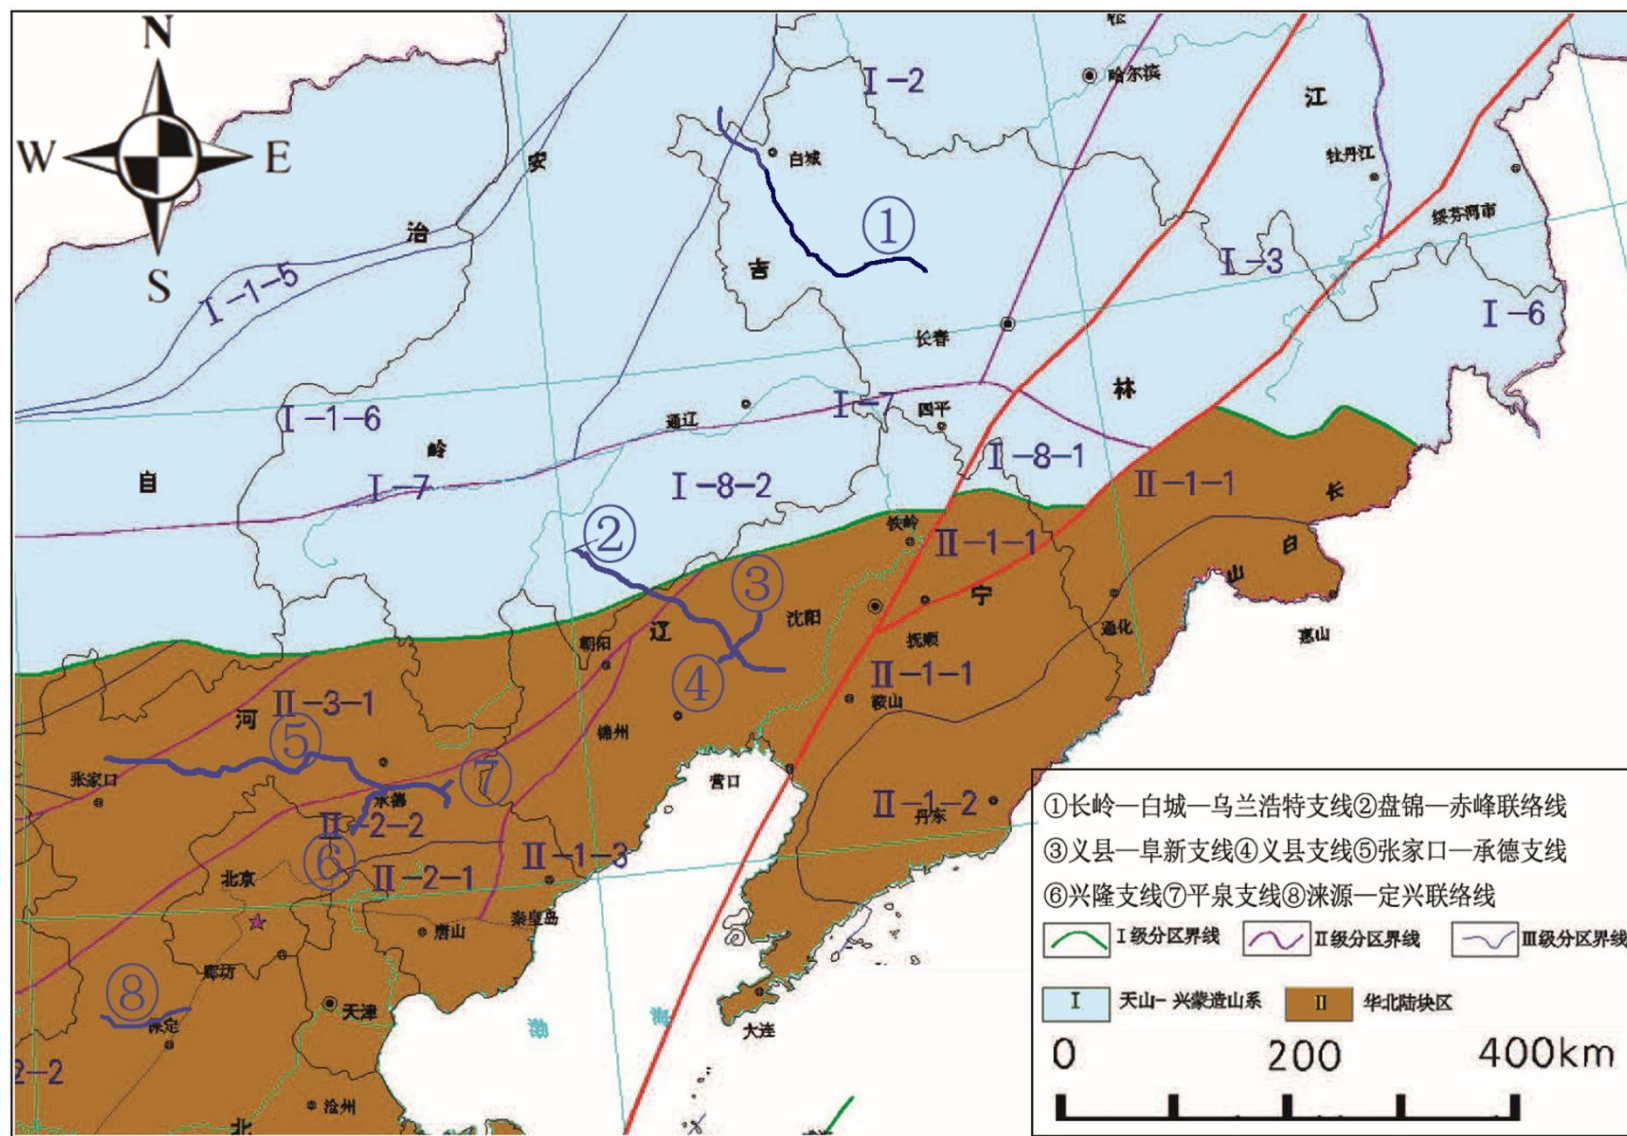 N
W E
S
I-2
哈尔滨
江
牡丹江
绥芬河市
安
白城
治
①
吉
I-3
I-1-5
I-6
长春
林
I-1-6
通辽
I-7
四平
岭
自
I-7
I-8-2
I-8-1
II-1-1
长
②
铁岭
II-1-1
白
山
③
宁
沈阳
抚顺
通化
惠山
朝阳
辽
④
II-1-1
鞍山
II-3-1
河
⑤
锦州
⑦
张家口
营口
承德
II-2-2
II-1-2
丹东
⑥
II-1-3
北京
II-2-1
秦皇岛
唐山
廊坊
⑧
天津
保定
渤
海
大连
2-2
沧州
北
①长岭—白城—乌兰浩特支线②盘锦—赤峰联络线
③义县—阜新支线④义县支线⑤张家口—承德支线
⑥兴隆支线⑦平泉支线⑧涞源—定兴联络线
I级分区界线 II级分区界线 III级分区界线
I 天山-兴蒙造山系 II 华北陆块区
0 200 400km